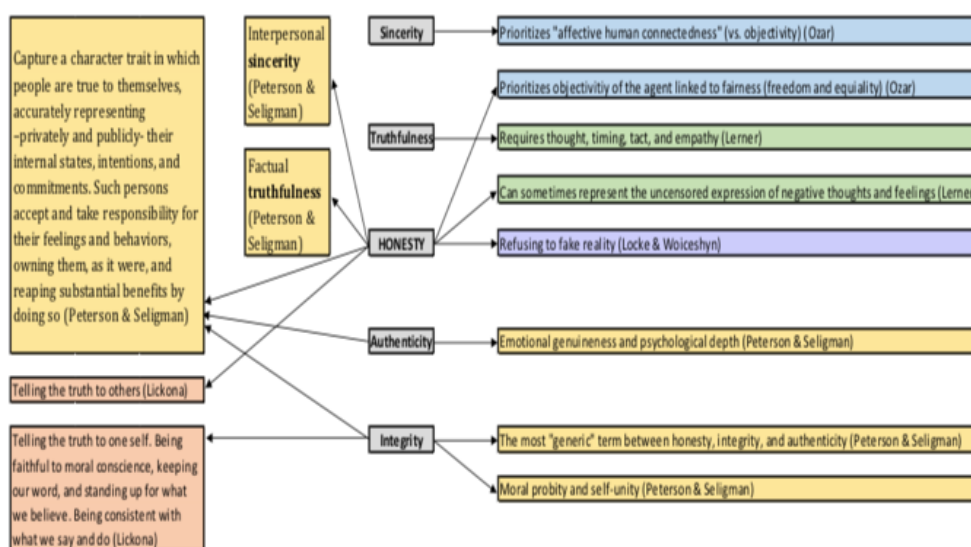 Capture a character trait in which
people are true to themselves,
accurately representing
–privately and publicly- their
internal states, intentions, and
commitments. Such persons
accept and take responsibility for
their feelings and behaviors,
owning them, as it were, and
reaping substantial benefits by
doing so (Peterson & Seligman)
Telling the truth to others (Lickona)
Telling the truth to one self. Being
faithful to moral conscience, keeping
our word, and standing up for what
we believe. Being consistent with
what we say and do (Lickona)
Interpersonal
sincerity
(Peterson &
Seligman)
Factual
truthfulness
(Peterson &
Seligman)
Sincerity
Truthfulness
HONESTY
Authenticity
Integrity
Prioritizes "affective human connectedness" (vs. objectivity) (Ozar)
Prioritizes objectivitiy of the agent linked to fairness (freedom and equiality) (Ozar)
Requires thought, timing, tact, and empathy (Lerner)
Can sometimes represent the uncensored expression of negative thoughts and feelings (Lerne
Refusing to fake reality (Locke & Woiceshyn)
Emotional genuineness and psychological depth (Peterson & Seligman)
The most "generic" term between honesty, integrity, and authenticity (Peterson & Seligman)
Moral probity and self-unity (Peterson & Seligman)